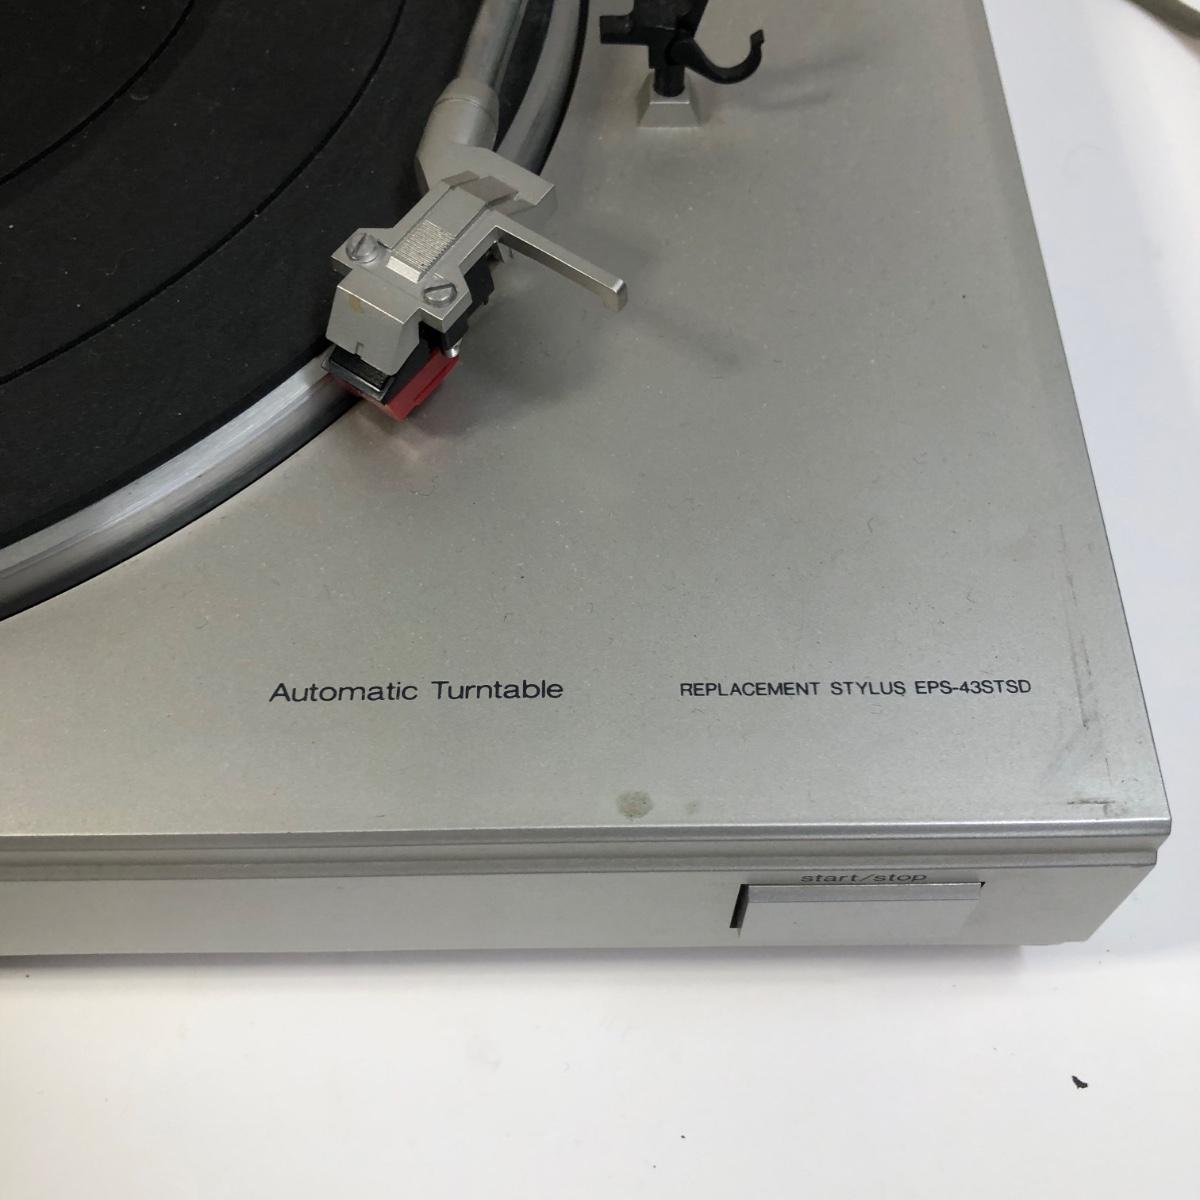 Automatic Turntable
REPLACEMENT STYLUS EPS-43STSD
start/stop